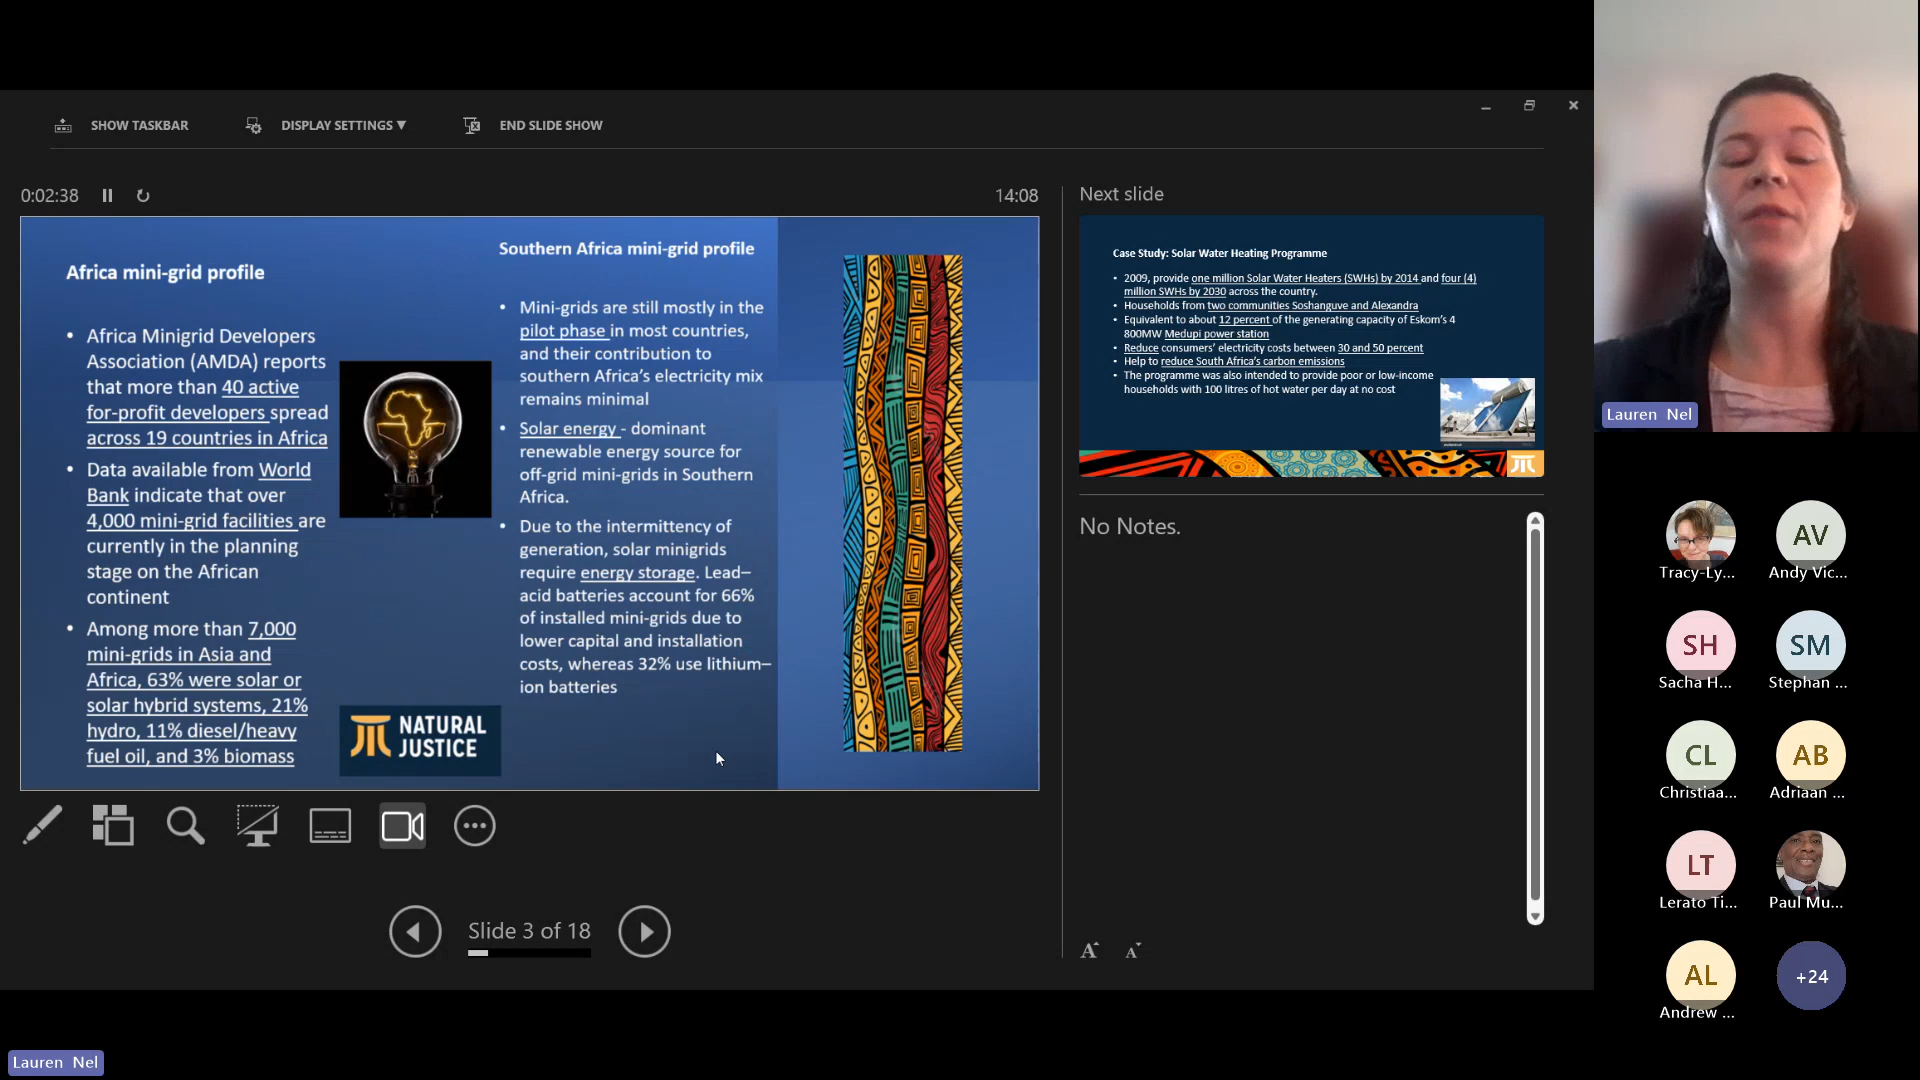 SHOW TASKBAR
DISPLAY SETTINGS ▼
END SLIDE SHOW
0:02:38
14:08
Africa mini-grid profile
• Africa Minigrid Developers
Association (AMDA) reports
that more than 40 active
for-profit developers spread
across 19 countries in Africa
• Data available from World
Bank indicate that over
4,000 mini-grid facilities are
currently in the planning
stage on the African
continent
• Among more than 7,000
mini-grids in Asia and
Africa, 63% were solar or
solar hybrid systems, 21%
hydro, 11% diesel/heavy
fuel oil, and 3% biomass
NATURAL
JUSTICE
Southern Africa mini-grid profile
• Mini-grids are still mostly in the
pilot phase in most countries,
and their contribution to
southern Africa's electricity mix
remains minimal
• Solar energy - dominant
renewable energy source for
off-grid mini-grids in Southern
Africa.
• Due to the intermittency of
generation, solar minigrids
require energy storage. Lead–
acid batteries account for 66%
of installed mini-grids due to
lower capital and installation
costs, whereas 32% use lithium–
ion batteries
Slide 3 of 18
Next slide
Case Study: Solar Water Heating Programme
• 2009, provide one million Solar Water Heaters (SWHs) by 2014 and four (4)
million SWHs by 2030 across the country.
• Households from two communities Soshanguve and Alexandra
• Equivalent to about 12 percent of the generating capacity of Eskom's 4
800MW Medupi power station
• Reduce consumers' electricity costs between 30 and 50 percent
• Help to reduce South Africa's carbon emissions
• The programme was also intended to provide poor or low-income
households with 100 litres of hot water per day at no cost
No Notes.
A A
Lauren Nel
Tracy-Ly...
AV
Andy Vic...
SH
Sacha H...
SM
Stephan ...
CL
Christiaa...
AB
Adriaan ...
LT
Lerato Ti...
Paul Mu...
AL
Andrew ...
+24
Lauren Nel